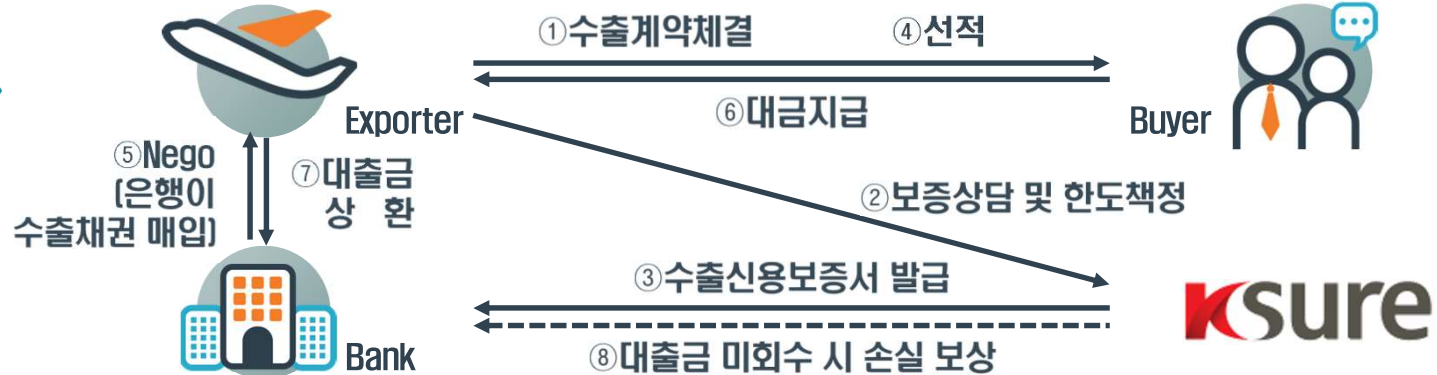 ①수출계약체결
④선적
⑥대금지급
Exporter
Buyer
⑤Nego
(은행이
수출채권 매입)
⑦대출금
상 환
②보증상담 및 한도책정
③수출신용보증서 발급
ksure
⑧대출금 미회수 시 손실 보상
Bank